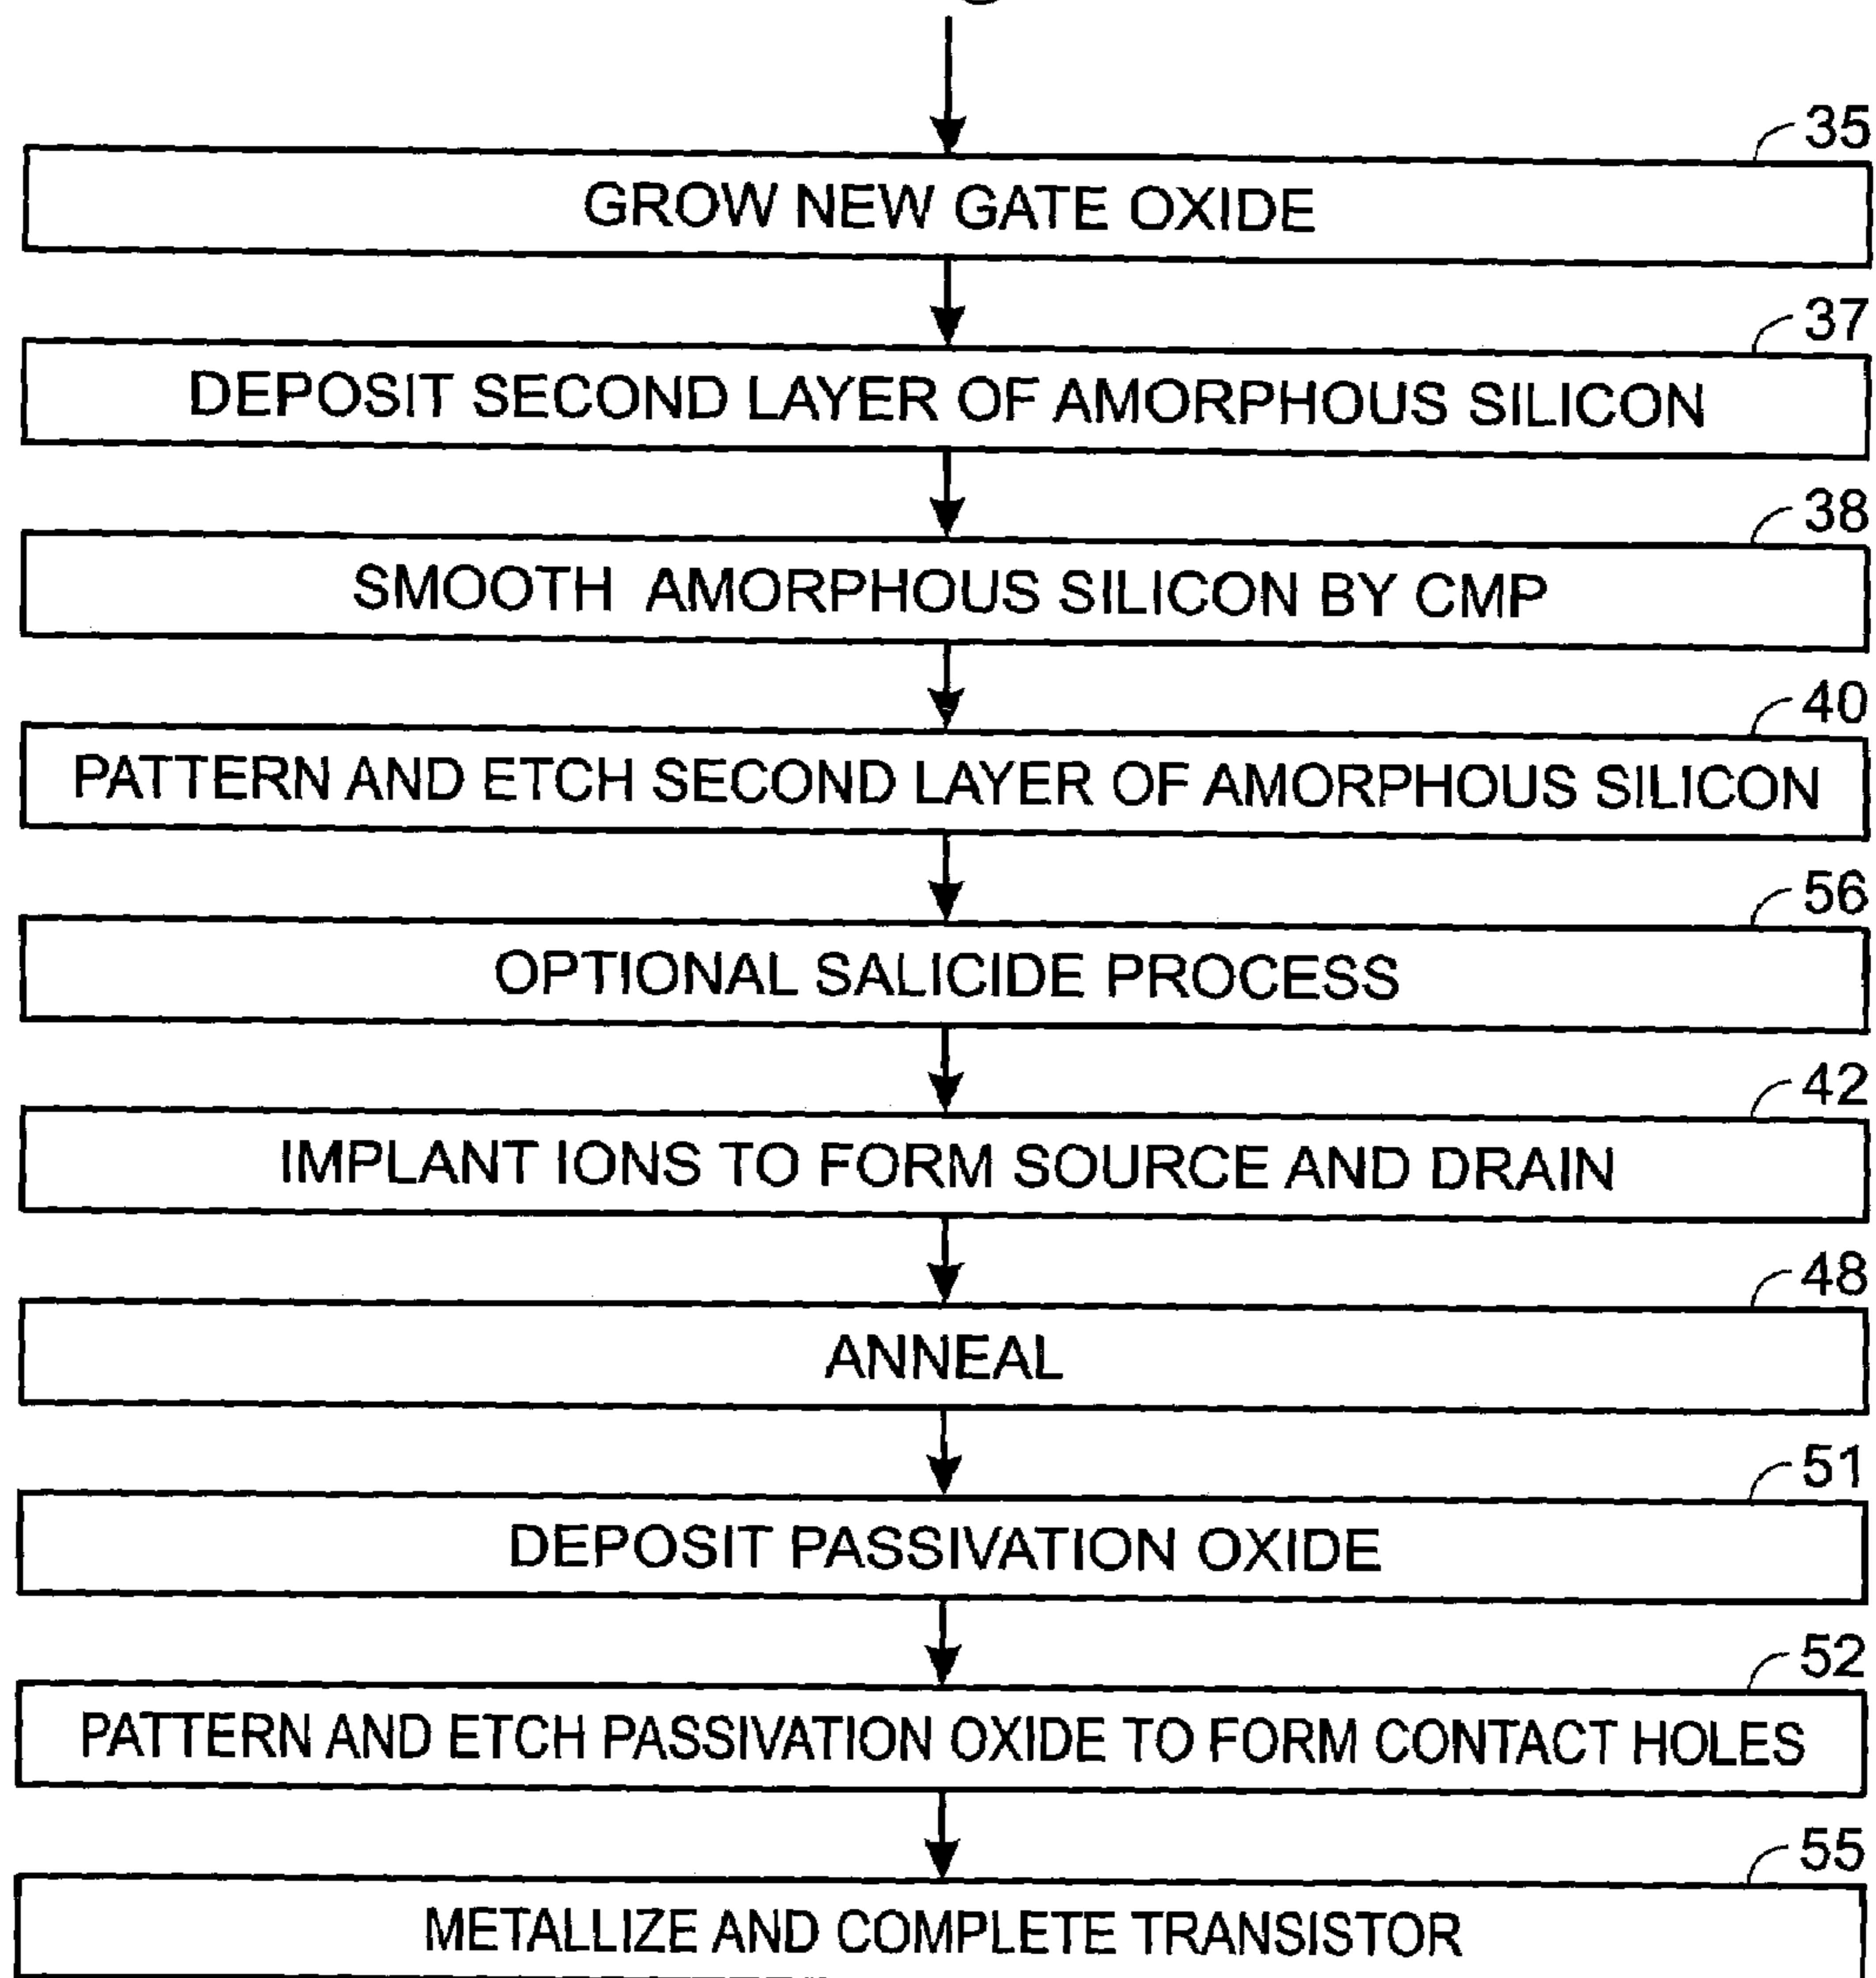 35
GROW NEW GATE OXIDE
37
DEPOSIT SECOND LAYER OF AMORPHOUS SILICON
38
SMOOTH AMORPHOUS SILICON BY CMP
40
PATTERN AND ETCH SECOND LAYER OF AMORPHOUS SILICON
56
OPTIONAL SALICIDE PROCESS
42
IMPLANT IONS TO FORM SOURCE AND DRAIN
48
ANNEAL
51
DEPOSIT PASSIVATION OXIDE
52
PATTERN AND ETCH PASSIVATION OXIDE TO FORM CONTACT HOLES
55
METALLIZE AND COMPLETE TRANSISTOR